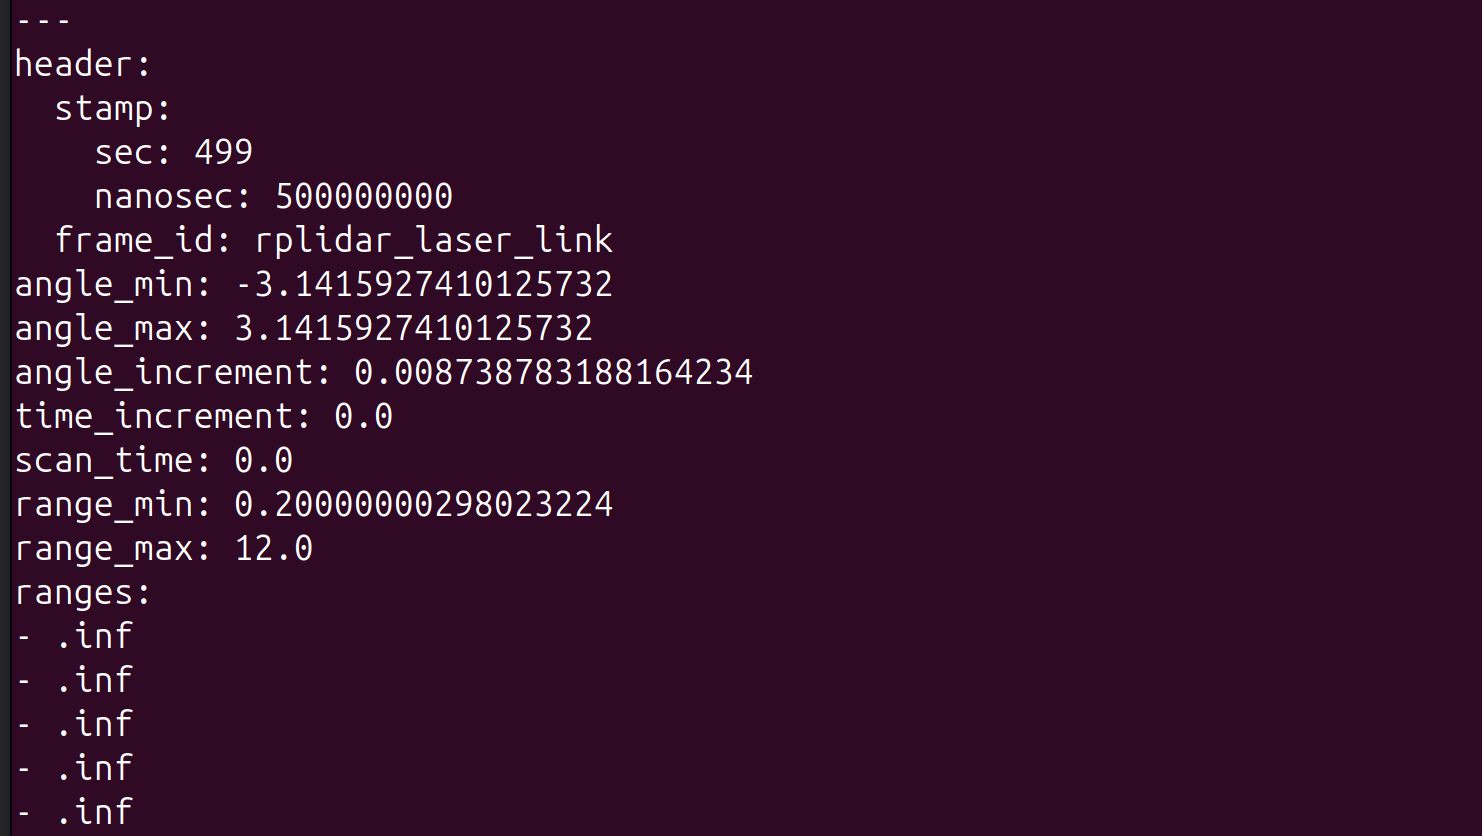 ---
header:
  stamp:
    sec: 499
    nanosec: 500000000
  frame_id: rplidar_laser_link
angle_min: -3.1415927410125732
angle_max: 3.1415927410125732
angle_increment: 0.008738783188164234
time_increment: 0.0
scan_time: 0.0
range_min: 0.20000000298023224
range_max: 12.0
ranges:
- .inf
- .inf
- .inf
- .inf
- .inf